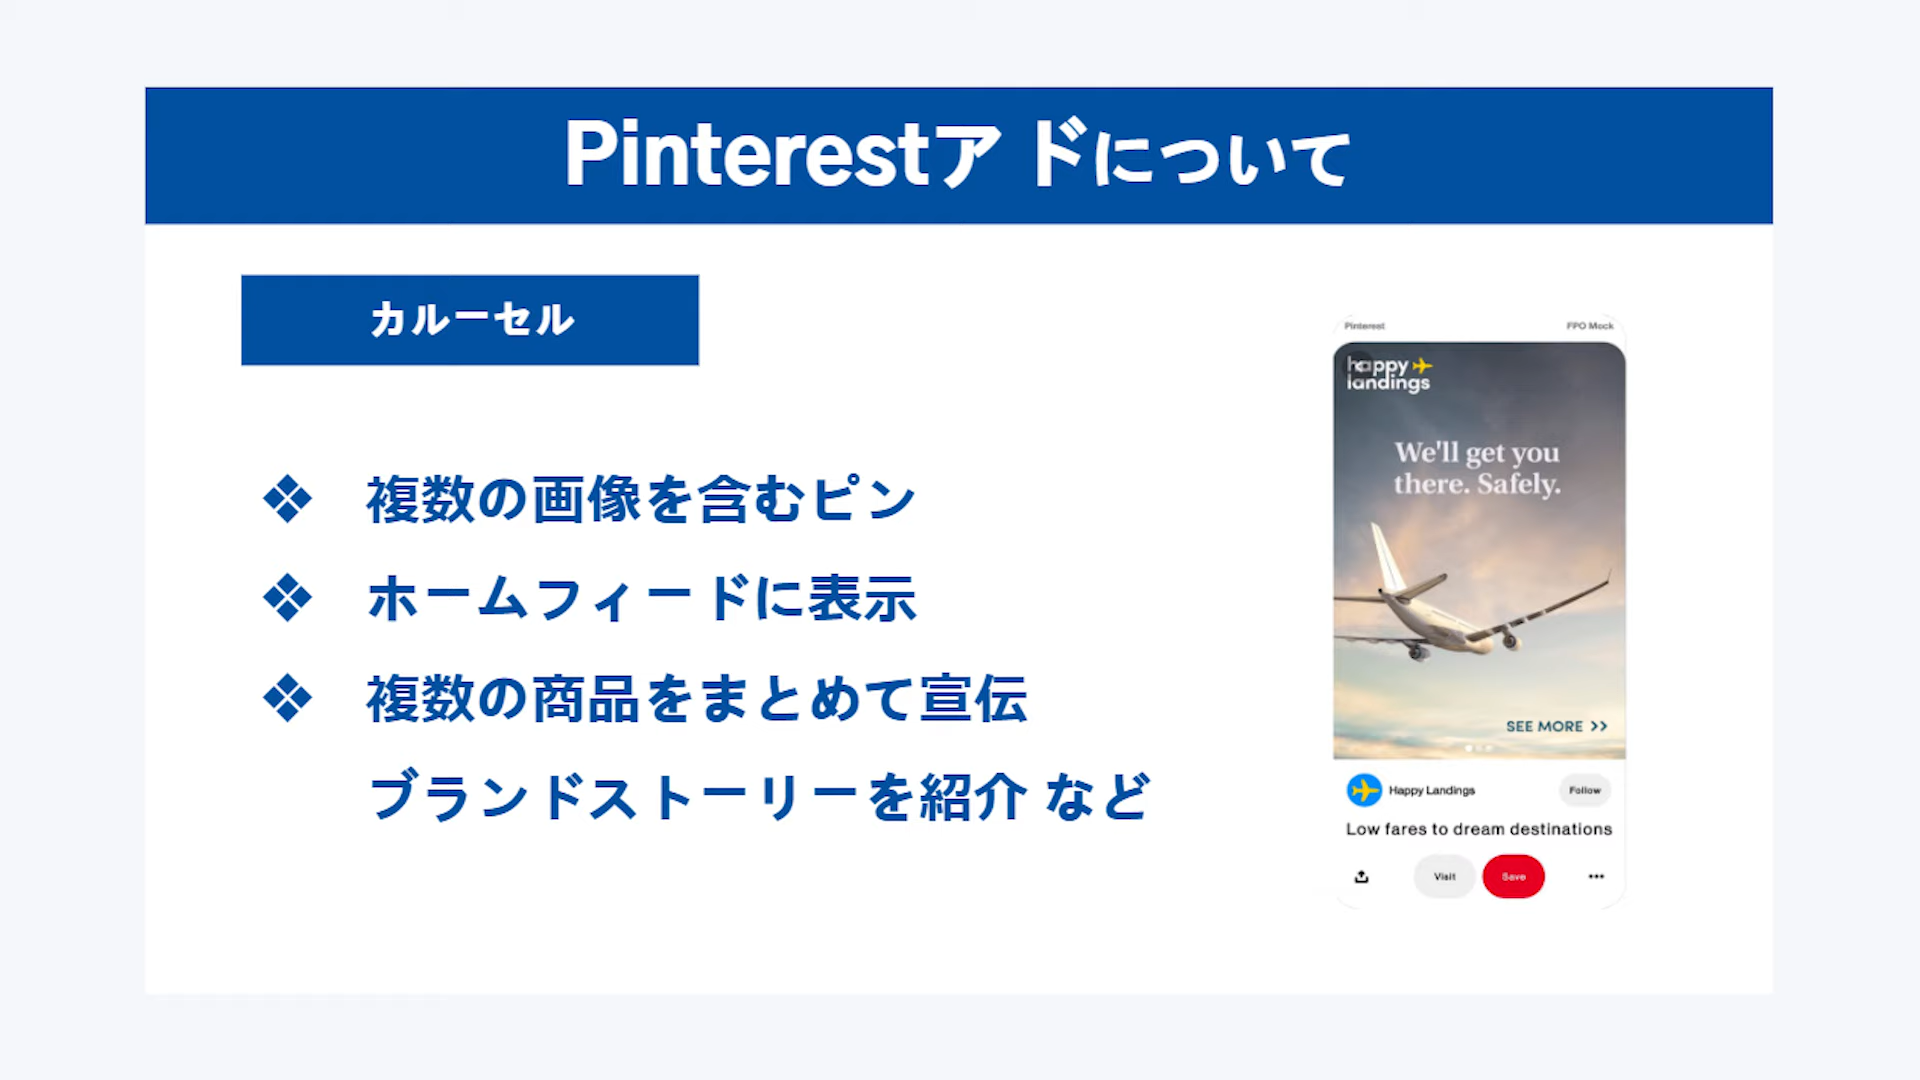 Pinterestアドについて
カルーセル
❖ 複数の画像を含むピン
❖ ホームフィードに表示
❖ 複数の商品をまとめて宣伝
ブランドストーリーを紹介 など
Pinterest FPO Mock
happy
landings
We'll get you
there. Safely.
SEE MORE >>
Happy Landings Follow
Low fares to dream destinations
Visit Save